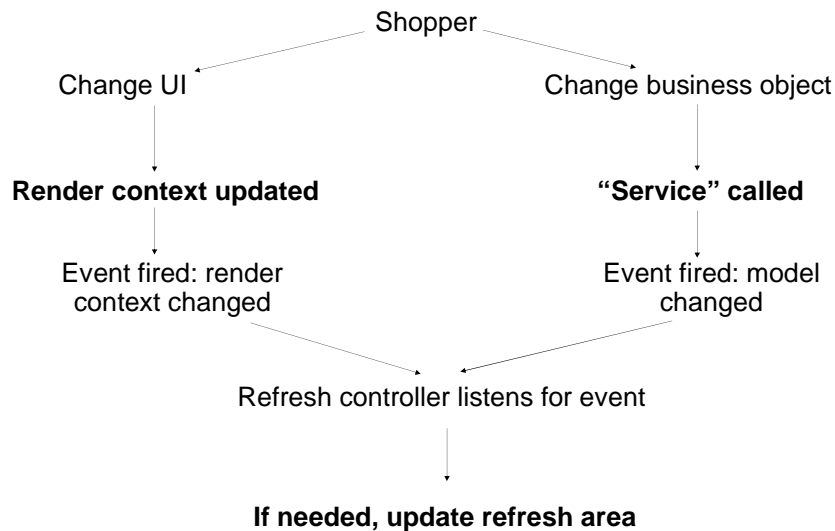 Shopper
Change UI
Change business object
Render context updated
“Service” called
Event fired: render
context changed
Event fired: model
changed
Refresh controller listens for event
If needed, update refresh area